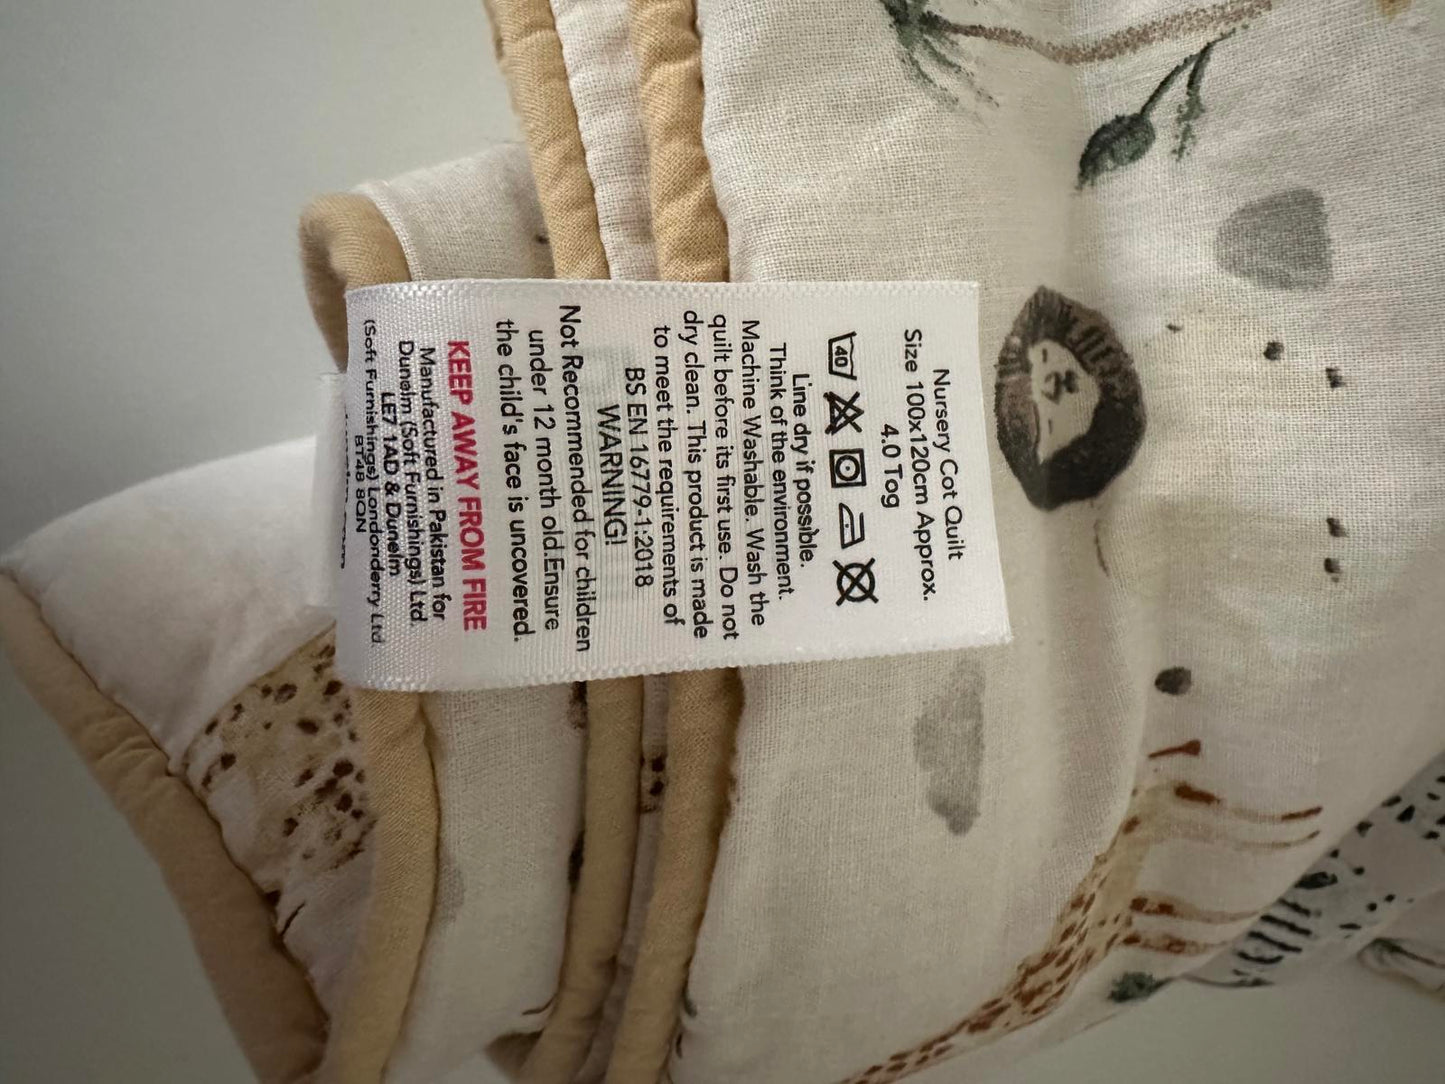 Nursery Cot Quilt
Size 100x120cm Approx.
4.0 Tog
40
Line dry if possible.
Think of the environment.
Machine Washable. Wash the
quilt before its first use. Do not
dry clean. This product is made
to meet the requirements of
BS EN 16779-1:2018
WARNING!
Not Recommended for children
under 12 month old.Ensure
the child's face is uncovered.
KEEP AWAY FROM FIRE
Manufactured in Pakistan for
Dunelm (Soft Furnishings) Ltd.
LE7 1AD & Dunelm
(Soft Furnishings) Londonderry Ltd.
BT48 8QN